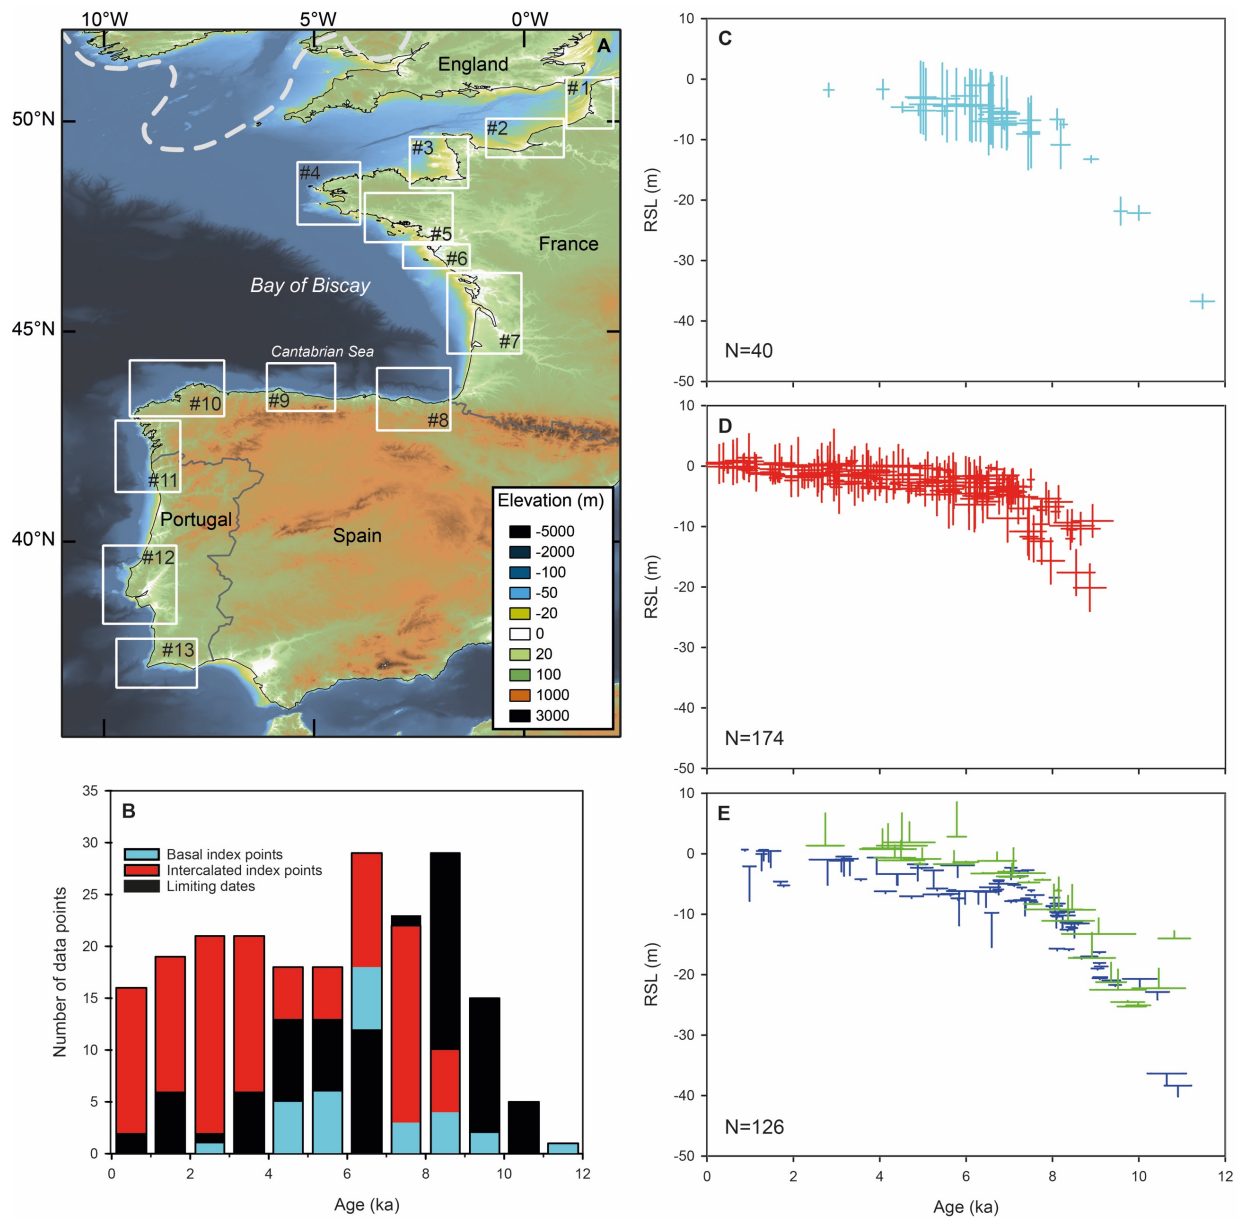 10°W
5°W
0°W
A
England
#1
50°N
#2
#3
#4
#5
France
#6
Bay of Biscay
45°N
#7
Cantabrian Sea
#10
#9
#8
#11
Portugal
Spain
40°N
#12
#13
Elevation (m)
-5000
-2000
-100
-50
-20
0
20
100
1000
3000
B
35
30
25
20
15
10
5
0
Number of data points
Basal index points
Intercalated index points
Limiting dates
0
2
4
6
8
10
12
Age (ka)
C
10
0
-10
-20
-30
-40
-50
RSL (m)
N=40
D
10
0
-10
-20
-30
-40
-50
RSL (m)
N=174
E
10
0
-10
-20
-30
-40
-50
RSL (m)
N=126
0
2
4
6
8
10
12
Age (ka)